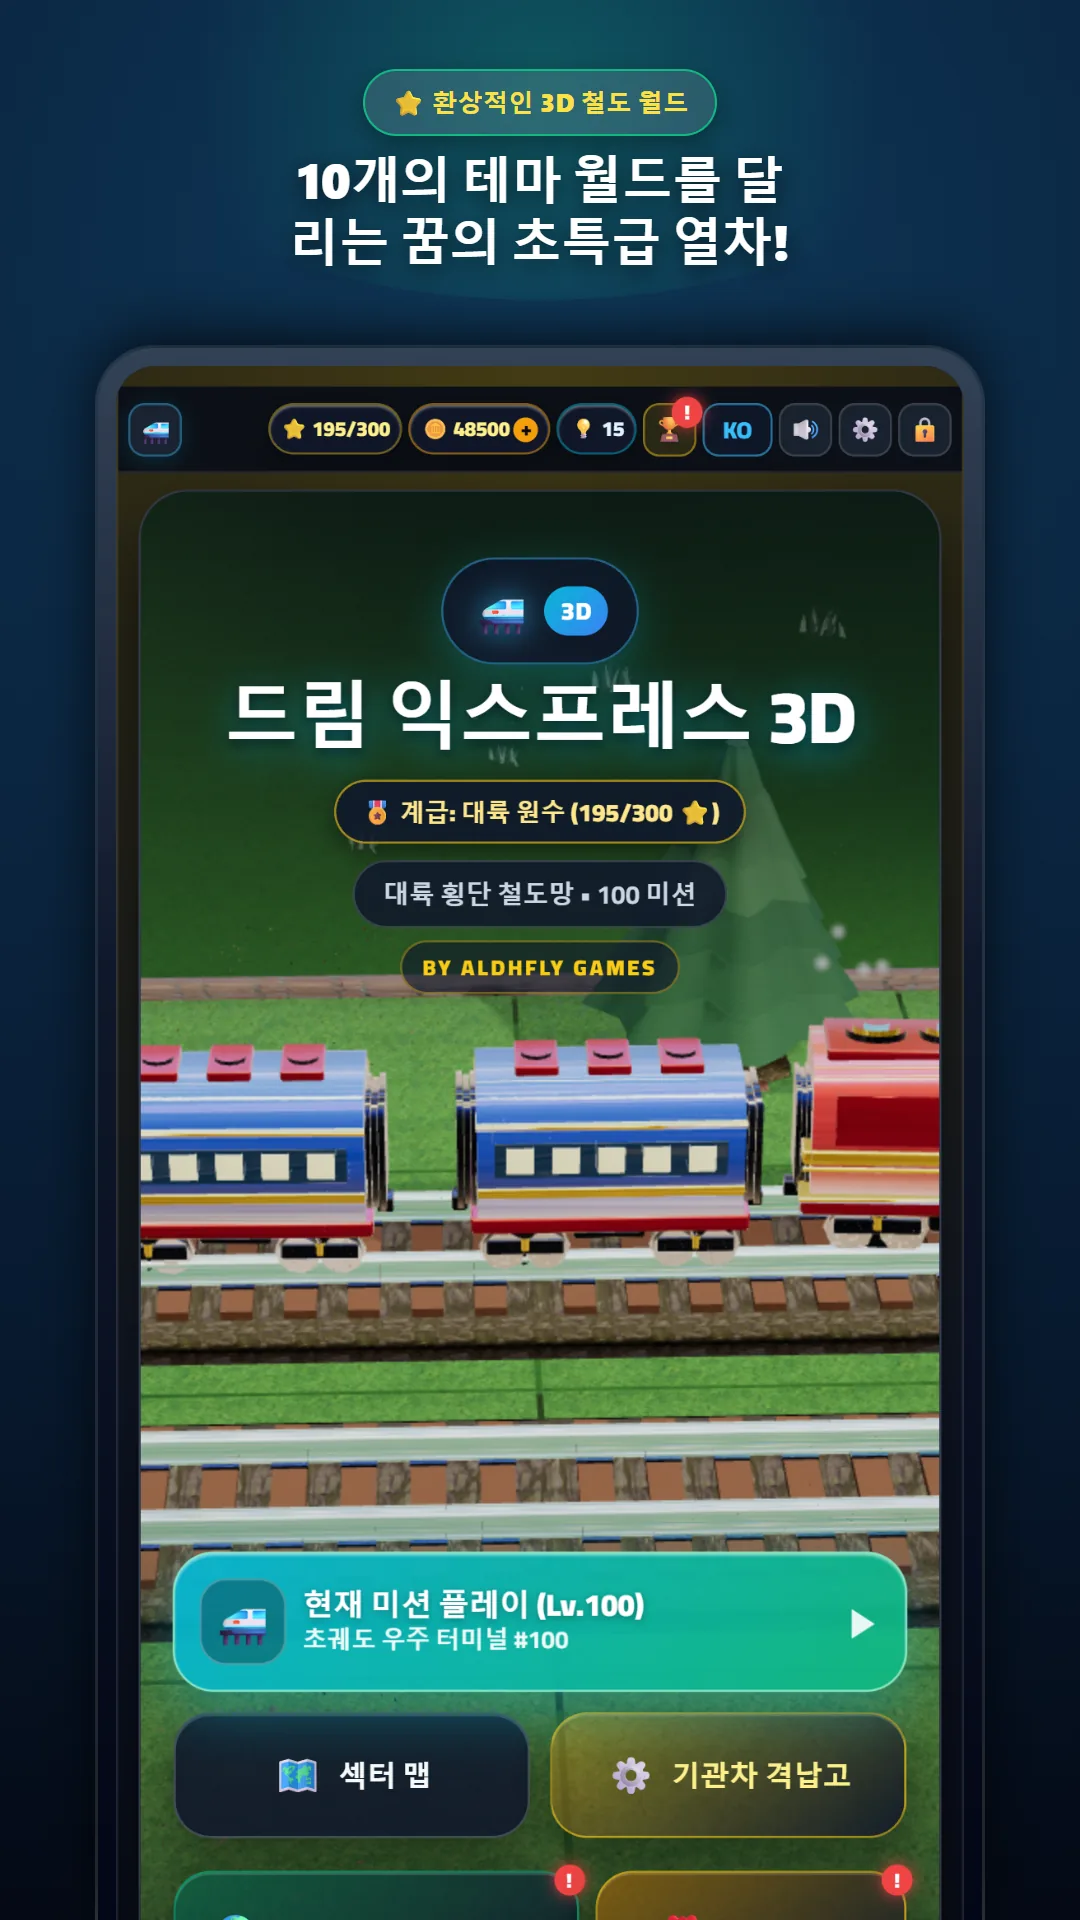 환상적인 3D 철도 월드
10개의 테마 월드를 달
리는 꿈의 초특급 열차!
195/300
48500
+
15
!
KO
3D
드림 익스프레스 3D
계급: 대륙 원수 (195/300 ⭐)
대륙 횡단 철도망 ▪ 100 미션
BY ALDHFLY GAMES
현재 미션 플레이 (Lv.100)
초궤도 우주 터미널 #100
섹터 맵
기관차 격납고
!
!